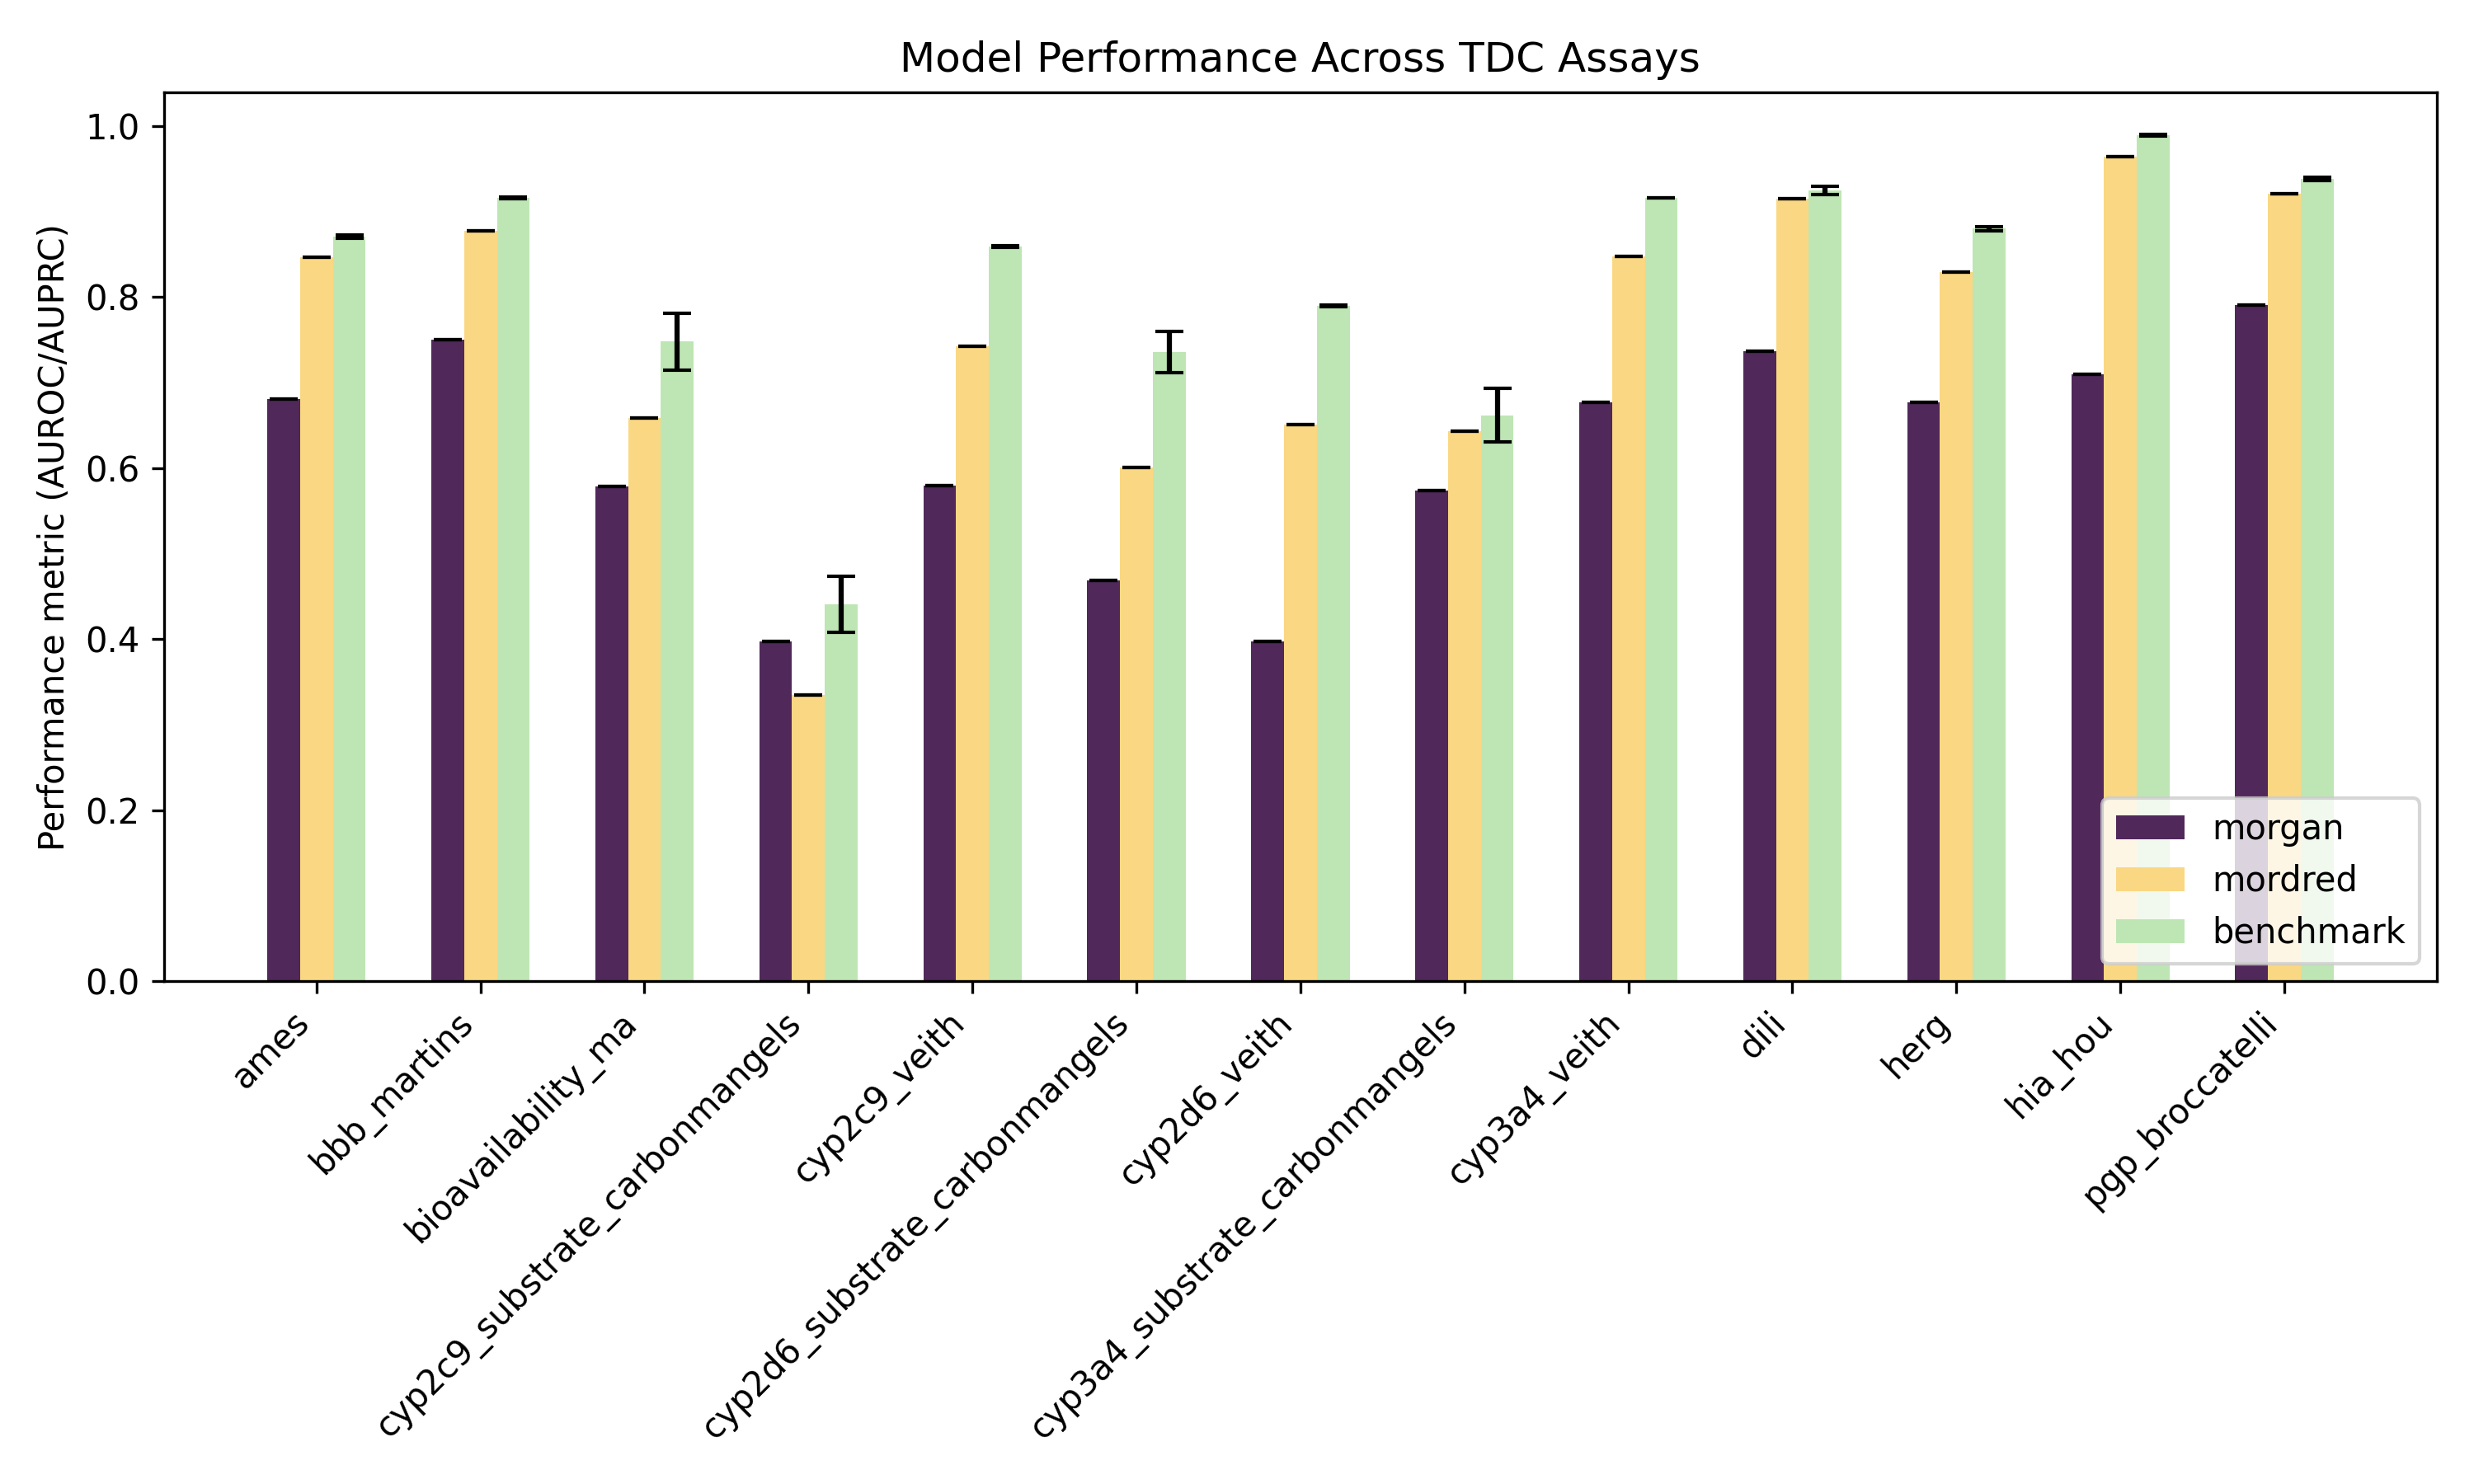 Model Performance Across TDC Assays
Performance metric (AUROC/AUPRC)
1.0
0.8
0.6
0.4
0.2
0.0
ames
bbb_martins
bioavailability_ma
cyp2c9_substrate_carbonmangels
cyp2c9_veith
cyp2d6_substrate_carbonmangels
cyp2d6_veith
cyp3a4_substrate_carbonmangels
cyp3a4_veith
dili
herg
hia_hou
pgp_broccatelli
morgan
mordred
benchmark